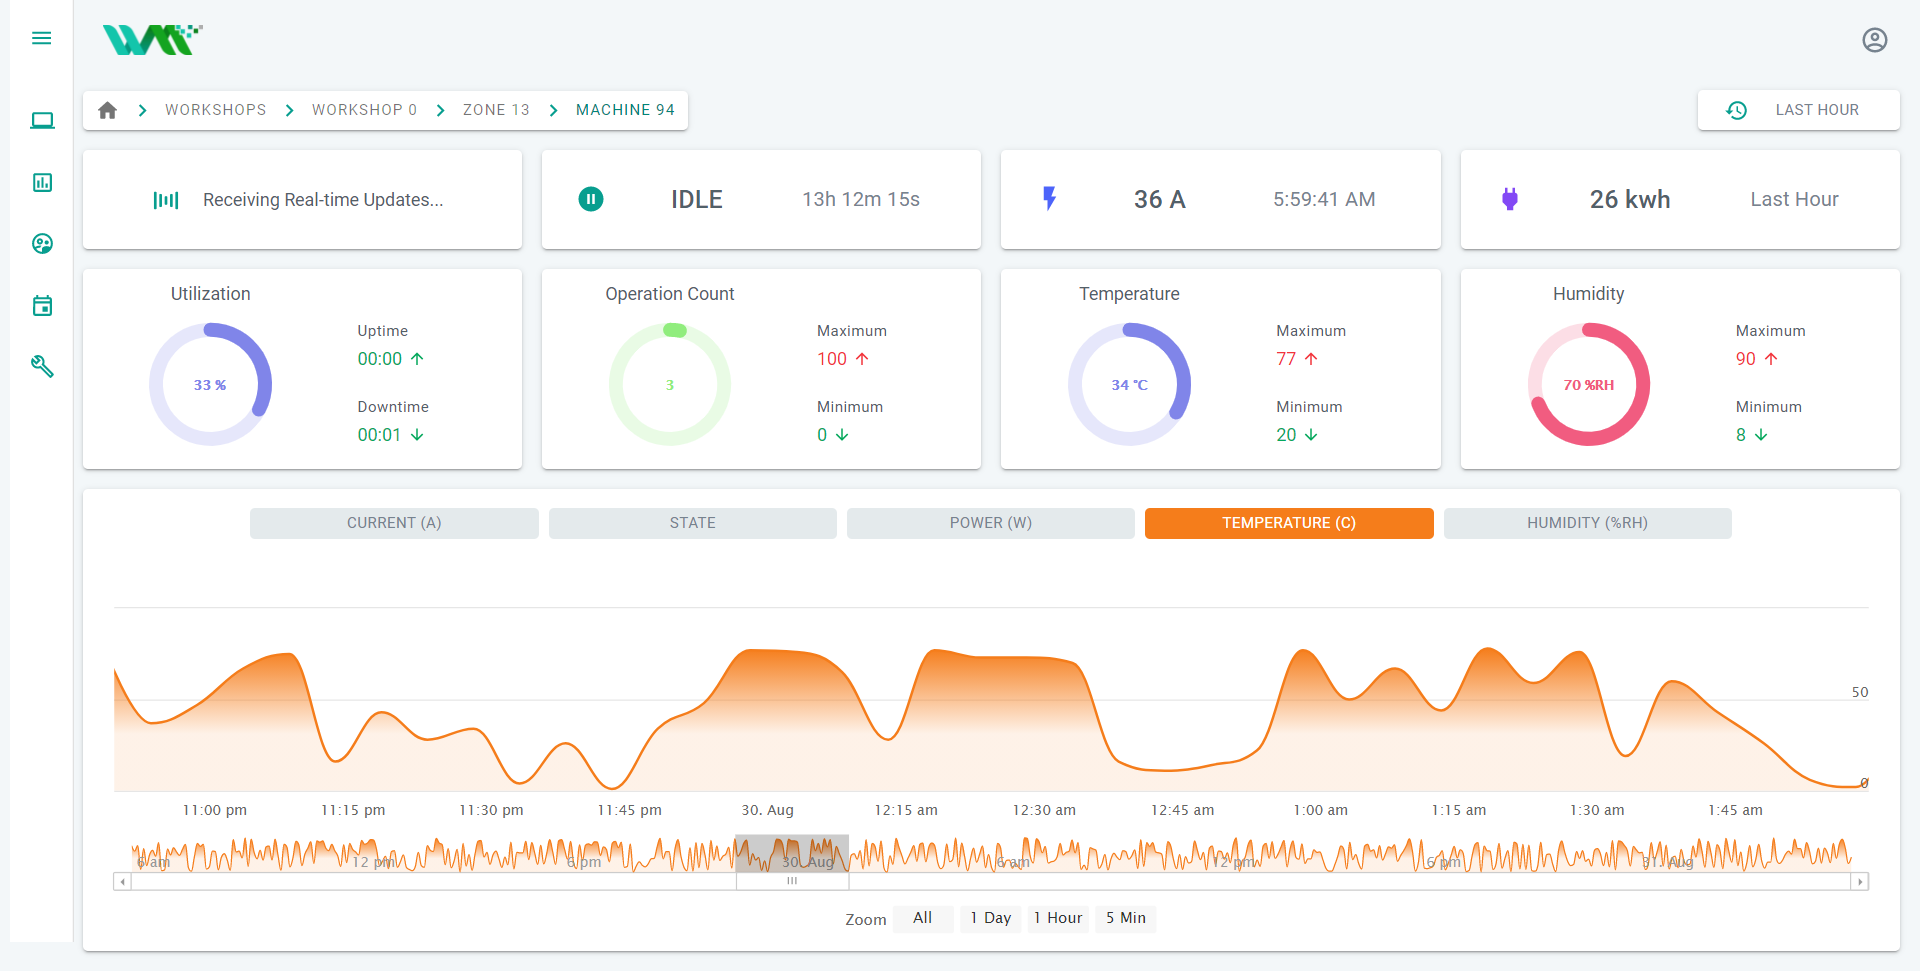 WORKSHOPS WORKSHOP 0 ZONE 13 MACHINE 94
LAST HOUR
Receiving Real-time Updates...
IDLE 13h 12m 15s
36 A 5:59:41 AM
26 kwh Last Hour
Utilization
33 %
Uptime
00:00
Downtime
00:01
Operation Count
3
Maximum
100
Minimum
0
Temperature
34 °C
Maximum
77
Minimum
20
Humidity
70 %RH
Maximum
90
Minimum
8
CURRENT (A) STATE POWER (W) TEMPERATURE (C) HUMIDITY (%RH)
50
0
11:00 pm 11:15 pm 11:30 pm 11:45 pm 30. Aug 12:15 am 12:30 am 12:45 am 1:00 am 1:15 am 1:30 am 1:45 am
6 am 12 pm 6 pm 30. Aug 6 am 12 pm 6 pm 31. Aug
Zoom All 1 Day 1 Hour 5 Min